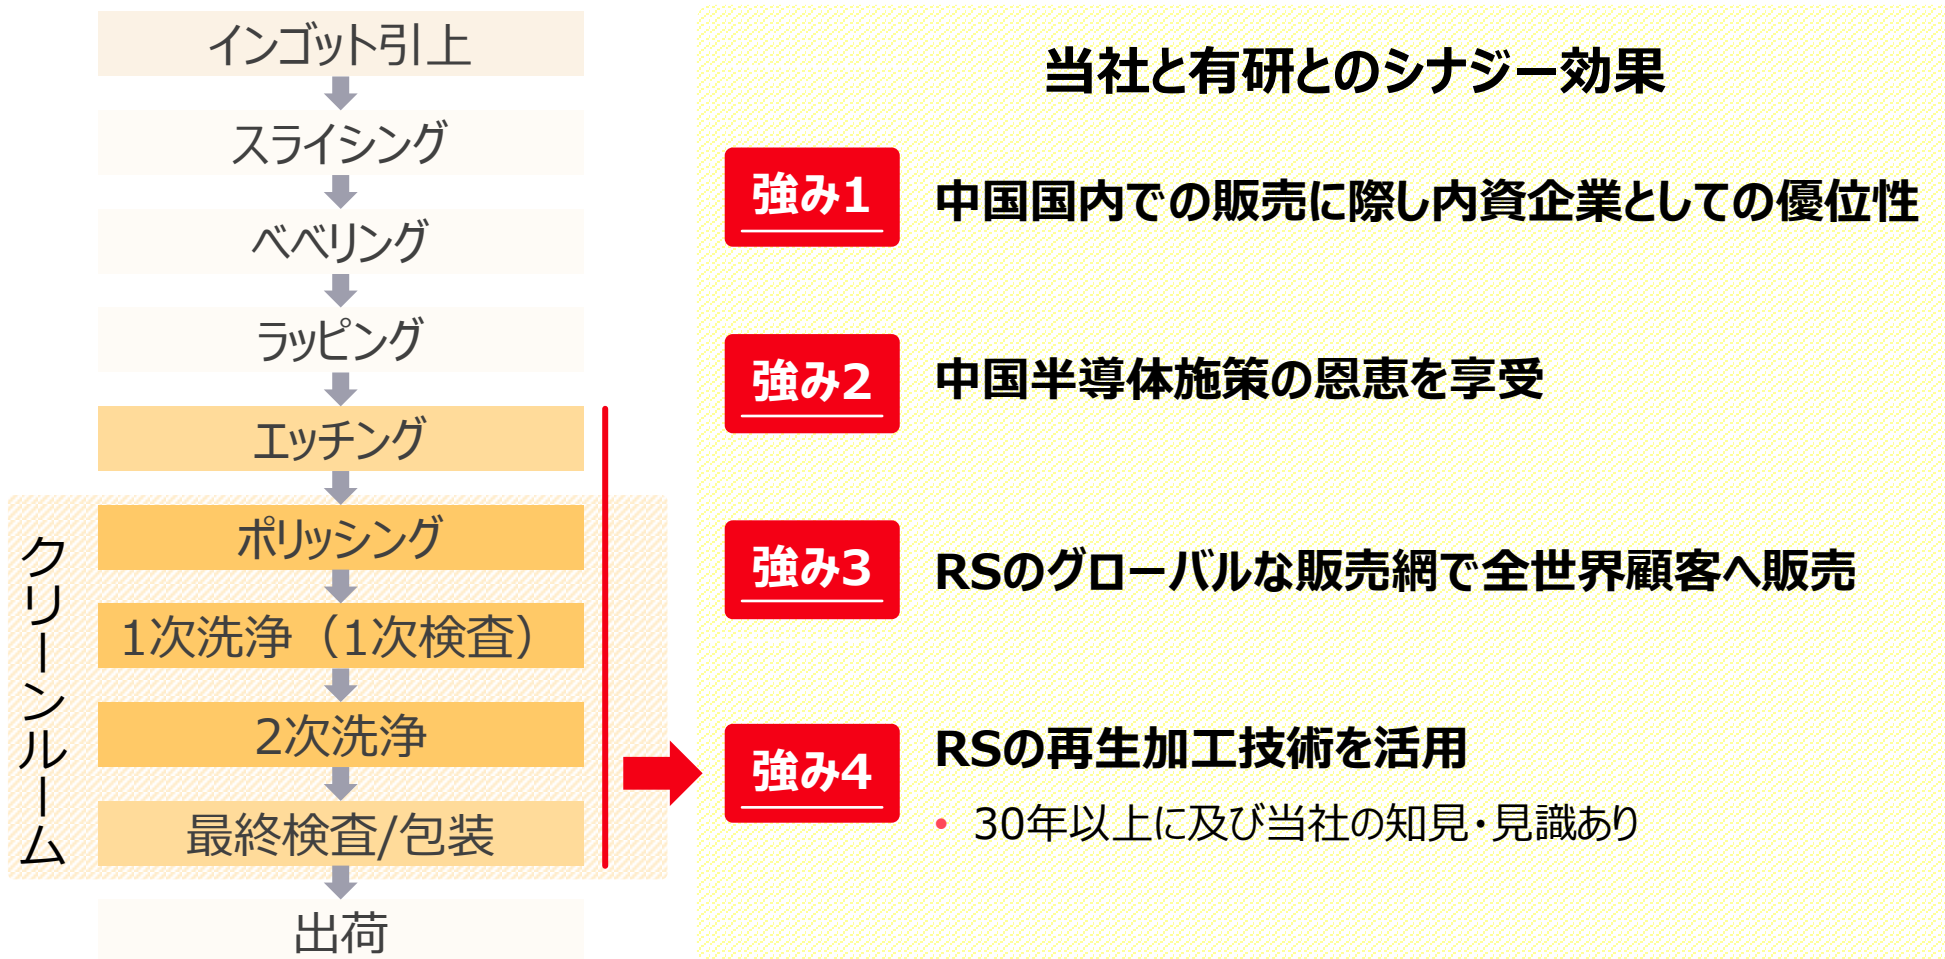 インゴット引上
スライシング
ベベリング
ラッピング
エッチング
ポリッシング
1次洗浄（1次検査）
2次洗浄
最終検査/包装
出荷
クリーンルーム
当社と有研とのシナジー効果
強み1
中国国内での販売に際し内資企業としての優位性
強み2
中国半導体施策の恩恵を享受
強み3
RSのグローバルな販売網で全世界顧客へ販売
強み4
RSの再生加工技術を活用
• 30年以上に及び当社の知見・見識あり